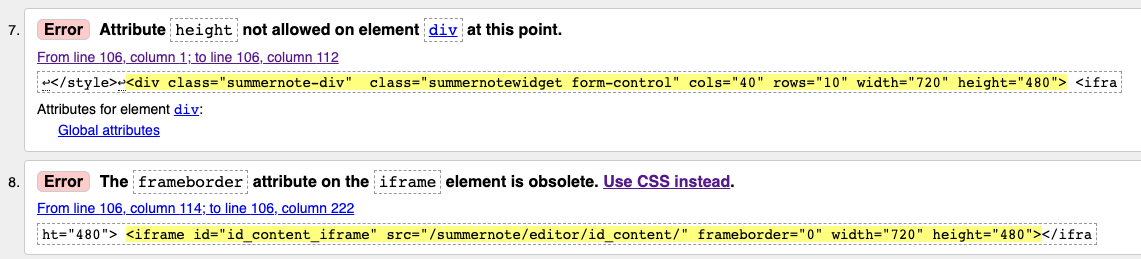 7. Error Attribute height not allowed on element div at this point.
From line 106, column 1; to line 106, column 112
↩</style>↩<div class="summernote-div"  class="summernotewidget form-control" cols="40" rows="10" width="720" height="480"> <ifra
Attributes for element div:
Global attributes
8. Error The frameborder attribute on the iframe element is obsolete. Use CSS instead.
From line 106, column 114; to line 106, column 222
ht="480"> <iframe id="id_content_iframe" src="/summernote/editor/id_content/" frameborder="0" width="720" height="480"></ifra